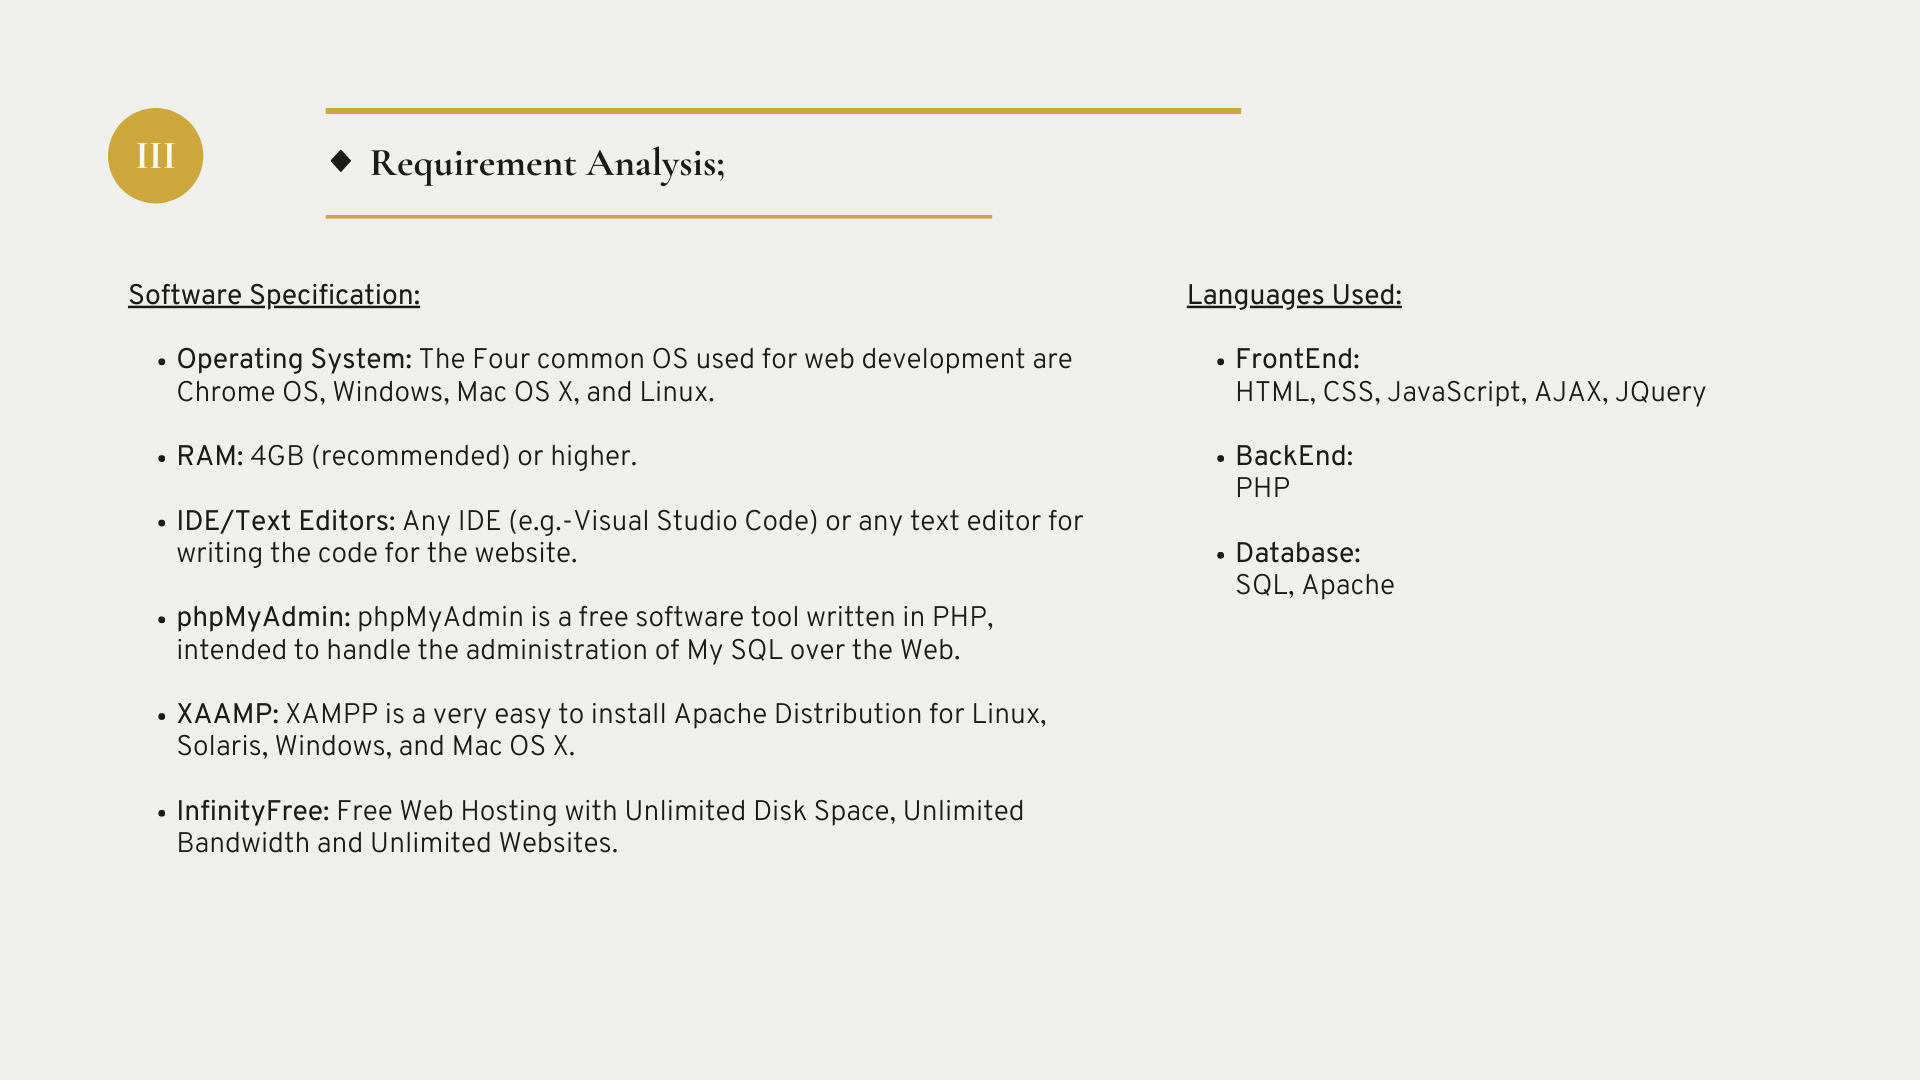 III
◆ Requirement Analysis;
Software Specification:
• Operating System: The Four common OS used for web development are
Chrome OS, Windows, Mac OS X, and Linux.
• RAM: 4GB (recommended) or higher.
• IDE/Text Editors: Any IDE (e.g.-Visual Studio Code) or any text editor for
writing the code for the website.
• phpMyAdmin: phpMyAdmin is a free software tool written in PHP,
intended to handle the administration of My SQL over the Web.
• XAAMP: XAMPP is a very easy to install Apache Distribution for Linux,
Solaris, Windows, and Mac OS X.
• InfinityFree: Free Web Hosting with Unlimited Disk Space, Unlimited
Bandwidth and Unlimited Websites.
Languages Used:
• FrontEnd:
HTML, CSS, JavaScript, AJAX, JQuery
• BackEnd:
PHP
• Database:
SQL, Apache